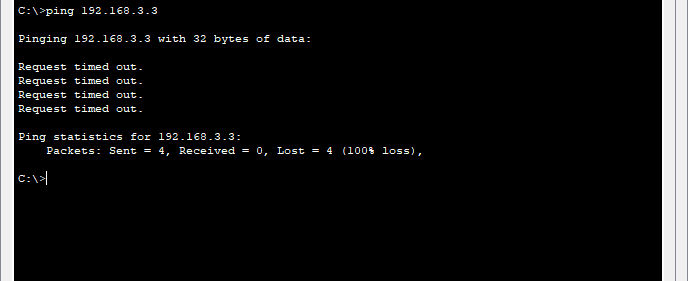 C:\>ping 192.168.3.3
Pinging 192.168.3.3 with 32 bytes of data:
Request timed out.
Request timed out.
Request timed out.
Request timed out.
Ping statistics for 192.168.3.3:
    Packets: Sent = 4, Received = 0, Lost = 4 (100% loss),
C:\>